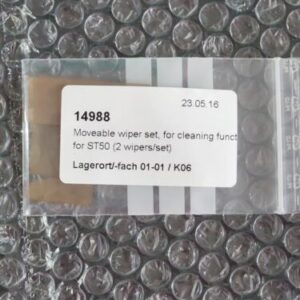 23.05.16
14988
Moveable wiper set, for cleaning funct
for ST50 (2 wipers/set)
Lagerort/-fach 01-01 / K06